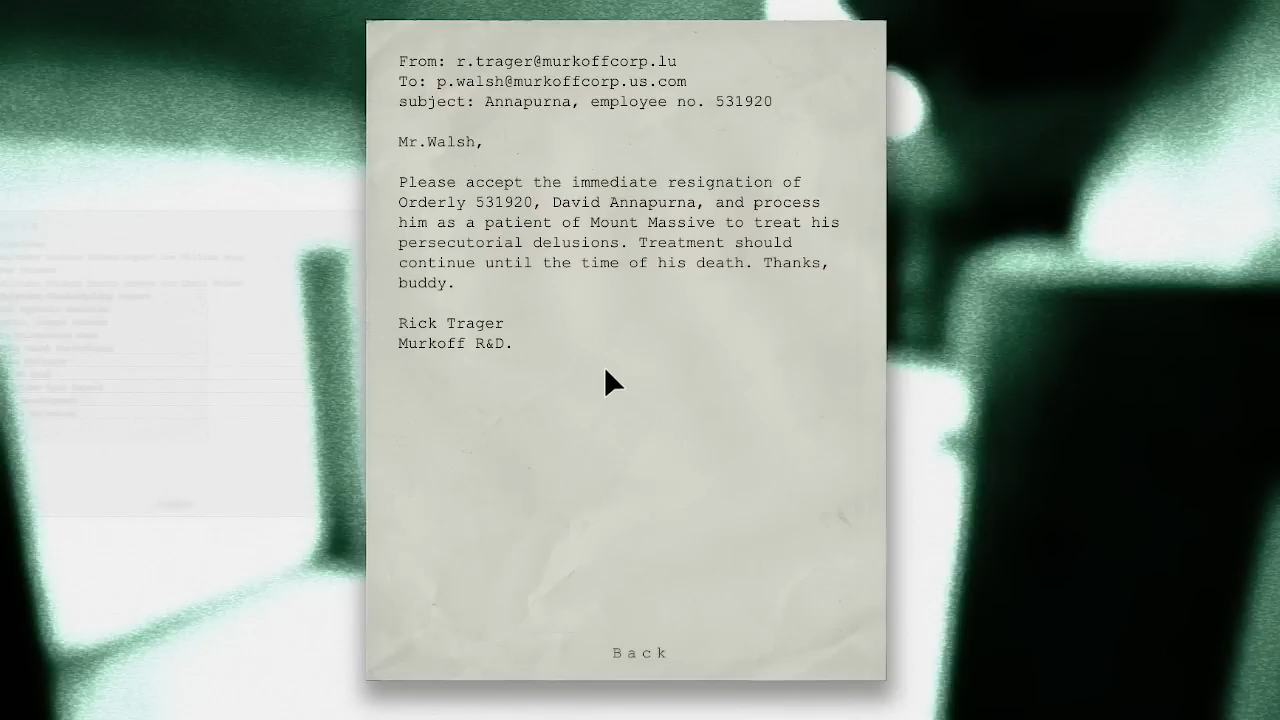 From: r.trager@murkoffcorp.lu
To: p.walsh@murkoffcorp.us.com
subject: Annapurna, employee no. 531920
Mr.Walsh,
Please accept the immediate resignation of
Orderly 531920, David Annapurna, and process
him as a patient of Mount Massive to treat his
persecutorial delusions. Treatment should
continue until the time of his death. Thanks,
buddy.
Rick Trager
Murkoff R&D.
Back